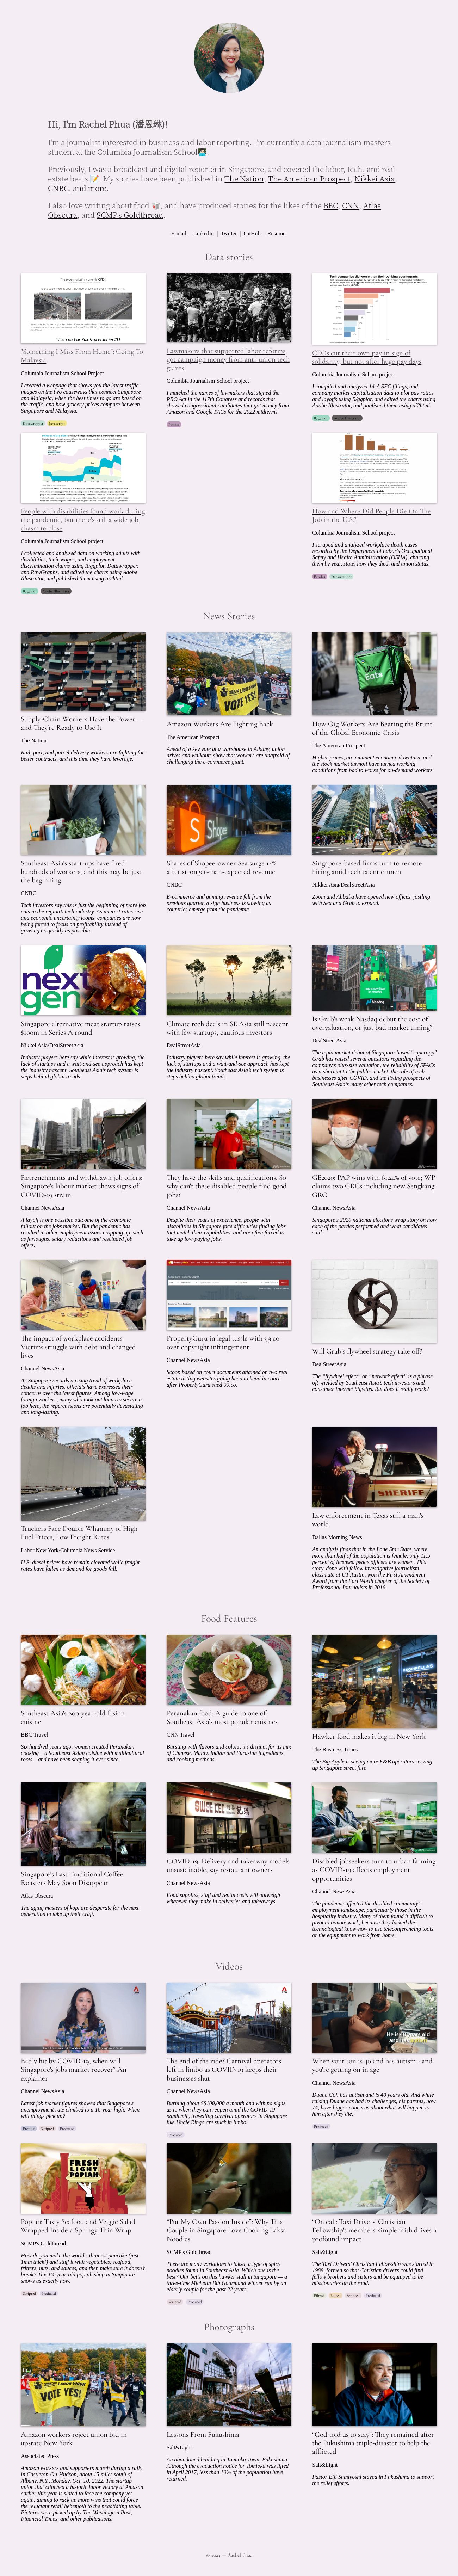 Hi, I'm Rachel Phua (潘恩琳)!
I'm a journalist interested in business and labor reporting. I'm currently a data journalism masters
student at the Columbia Journalism School
Previously, I was a broadcast and digital reporter in Singapore, and covered the labor, tech, and real
estate beats 📝. My stories have been published in The Nation, The American Prospect, Nikkei Asia,
CNBC, and more.
I also love writing about food 🥡, and have produced stories for the likes of the BBC, CNN, Atlas
Obscura, and SCMP's Goldthread.
E-mail | LinkedIn | Twitter | GitHub | Resume
Data stories
"Something I Miss From Home": Going To
Malaysia
Columbia Journalism School Project
I created a webpage that shows you the latest traffic
images on the two causeways that connect Singapore
and Malaysia, where the best times to go are based on
the traffic, and how grocery prices compare between
Singapore and Malaysia.
Datawrapper Javascript
Lawmakers that supported labor reforms
got campaign money from anti-union tech
giants
Columbia Journalism School project
I matched the names of lawmakers that signed the
PRO Act in the 117th Congress and records that
showed congresspeople accepting lobby money from
Amazon and Google PACs for the 2022 midterms.
Pandas
Tech companies did worse than their banking counterparts
CEOs cut their own pay in sign of
solidarity, but not after huge pay days
Columbia Journalism School project
I compiled and analyzed 14-A SEC filings, and
company market capitalization data to plot pay ratios
and layoffs using R/ggplot, and edited the charts using
Adobe Illustrator, and published them using ai2html.
R/ggplot Adobe Illustrator
People with disabilities found work during
the pandemic, but there's still a wide job
chasm to close
Columbia Journalism School project
I collected and analyzed data on working adults with
disabilities, their wages, and employment
discrimination claims using R/ggplot, Datawrapper,
and RawGraphs, and edited the charts using Adobe
Illustrator, and published them using ai2html.
R/ggplot Adobe Illustrator
How and Where Did People Die On The
Job in the U.S.?
Columbia Journalism School project
I scraped and analyzed workplace death cases
recorded by the Department of Labor's Occupational
Safety and Health Administration (OSHA), charting
them by year, state, how they died, and union status.
Pandas Datawrapper
News Stories
Supply-Chain Workers Have the Power—
and They're Ready to Use It
The Nation
Rail, port, and parcel delivery workers are fighting for
better contracts, and this time they have leverage.
VOTE YES!
Amazon Workers Are Fighting Back
The American Prospect
Ahead of a key vote at a warehouse in Albany, union
drives and walkouts show that workers are unafraid of
challenging the e-commerce giant.
Uber
Eats
How Gig Workers Are Bearing the Brunt
of the Global Economic Crisis
The American Prospect
Higher prices, an imminent economic downturn, and
the stock market turmoil have turned working
conditions from bad to worse for on-demand workers.
Southeast Asia's start-ups have fired
hundreds of workers, and this may be just
the beginning
CNBC
Tech investors say this is just the beginning of more job
cuts in the region's tech industry. As interest rates rise
and economic uncertainty looms, companies are now
being forced to focus on profitability instead of
growing as quickly as possible.
Shares of Shopee-owner Sea surge 14%
after stronger-than-expected revenue
CNBC
E-commerce and gaming revenue fell from the
previous quarter, a sign business is slowing as
countries emerge from the pandemic.
Singapore-based firms turn to remote
hiring amid tech talent crunch
Nikkei Asia/DealStreetAsia
Zoom and Alibaba have opened new offices, jostling
with Sea and Grab to expand.
next
gen
Singapore alternative meat startup raises
$100m in Series A round
Nikkei Asia/DealStreetAsia
Industry players here say while interest is growing, the
lack of startups and a wait-and-see approach has kept
the industry nascent. Southeast Asia's tech system is
steps behind global trends.
Climate tech deals in SE Asia still nascent
with few startups, cautious investors
DealStreetAsia
Industry players here say while interest is growing, the
lack of startups and a wait-and-see approach has kept
the industry nascent. Southeast Asia's tech system is
steps behind global trends.
Is Grab's weak Nasdaq debut the cost of
overvaluation, or just bad market timing?
DealStreetAsia
The tepid market debut of Singapore-based "superapp"
Grab has raised several questions regarding the
company's plus-size valuation, the reliability of SPACs
as a shortcut to the public market, the role of tech
businesses after COVID, and the listing prospects of
Southeast Asia's many other tech companies.
Retrenchments and withdrawn job offers:
Singapore's labour market shows signs of
COVID-19 strain
Channel NewsAsia
A layoff is one possible outcome of the economic
fallout on the job market. But the pandemic has
resulted in other employment issues cropping up, such
as furloughs, salary reductions and rescinded job
offers.
They have the skills and qualifications. So
why can't these disabled people find good
jobs?
Channel NewsAsia
Despite their years of experience, people with
disabilities in Singapore face difficulties finding jobs
that match their capabilities, and are often forced to
take up low-paying jobs.
GE2020: PAP wins with 61.24% of vote; WP
claims two GRCs including new Sengkang
GRC
Channel NewsAsia
Singapore's 2020 national elections wrap story on how
each of the parties performed and what candidates
said.
The impact of workplace accidents:
Victims struggle with debt and changed
lives
Channel NewsAsia
As Singapore records a rising trend of workplace
deaths and injuries, officials have expressed their
concerns over the latest figures. Among low-wage
foreign workers, many who took out loans to secure a
job here, the repercussions are potentially devastating
and long-lasting.
PropertyGuru in legal tussle with 99.co
over copyright infringement
Channel NewsAsia
Scoop based on court documents attained on two real
estate listing websites going head to head in court
after PropertyGuru sued 99.co.
Will Grab's flywheel strategy take off?
DealStreetAsia
The "flywheel effect" or "network effect" is a phrase
oft-wielded by Southeast Asia's tech investors and
consumer internet bigwigs. But does it really work?
Truckers Face Double Whammy of High
Fuel Prices, Low Freight Rates
Labor New York/Columbia News Service
U.S. diesel prices have remain elevated while freight
rates have fallen as demand for goods fall.
SHERIFF
Law enforcement in Texas still a man's
world
Dallas Morning News
An analysis finds that in the Lone Star State, where
more than half of the population is female, only 11.5
percent of licensed peace officers are women. This
story, done with fellow investigative journalism
classmate at UT Austin, won the First Amendment
Award from the Fort Worth chapter of the Society of
Professional Journalists in 2016.
Food Features
Southeast Asia's 600-year-old fusion
cuisine
BBC Travel
Six hundred years ago, women created Peranakan
cooking – a Southeast Asian cuisine with multicultural
roots – and have been shaping it ever since.
Peranakan food: A guide to one of
Southeast Asia's most popular cuisines
CNN Travel
Bursting with flavors and colors, it's distinct for its mix
of Chinese, Malay, Indian and Eurasian ingredients
and cooking methods.
Hawker food makes it big in New York
The Business Times
The Big Apple is seeing more F&B operators serving
up Singapore street fare
Singapore's Last Traditional Coffee
Roasters May Soon Disappear
Atlas Obscura
The aging masters of kopi are desperate for the next
generation to take up their craft.
COVID-19: Delivery and takeaway models
unsustainable, say restaurant owners
Channel NewsAsia
Food supplies, staff and rental costs will outweigh
whatever they make in deliveries and takeaways.
Disabled jobseekers turn to urban farming
as COVID-19 affects employment
opportunities
Channel NewsAsia
The pandemic affected the disabled community's
employment landscape, particularly those in the
hospitality industry. Many of them found it difficult to
pivot to remote work, because they lacked the
technological know-how to use teleconferencing tools
or the equipment to work from home.
Videos
Badly hit by COVID-19, when will
Singapore's jobs market recover? An
explainer
Channel NewsAsia
Latest job market figures showed that Singapore's
unemployment rate climbed to a 16-year high. When
will things pick up?
Scripted Produced
The end of the ride? Carnival operators
left in limbo as COVID-19 keeps their
businesses shut
Channel NewsAsia
Burning about S$100,000 a month and with no signs
as to when they can reopen amid the COVID-19
pandemic, travelling carnival operators in Singapore
like Uncle Ringo are stuck in limbo.
Produced
When your son is 40 and has autism - and
you're getting on in age
Channel NewsAsia
Duane Goh has autism and is 40 years old. And while
raising Duane has had its challenges, his parents, now
74, have bigger concerns about what will happen to
him after they die.
Produced
FRESH
LIGHT
POPIAH
Popiah: Tasty Seafood and Veggie Salad
Wrapped Inside a Springy Thin Wrap
SCMP's Goldthread
How do you make the world's thinnest pancake (just
1mm thick!) and stuff it with vegetables, seafood,
fritters, nuts, and sauces, and then make sure it doesn't
break? This 84-year-old popiah shop in Singapore
shows us exactly how.
Scripted Produced
"Put My Own Passion Inside": Why This
Couple in Singapore Love Cooking Laksa
Noodles
SCMP's Goldthread
There are many variations to laksa, a type of spicy
noodles found in Southeast Asia. Which one is the
best? Our bet's on this hawker stall in Singapore — a
three-time Michelin Bib Gourmand winner run by an
elderly couple for the past 22 years.
Scripted Produced
"On call: Taxi Drivers' Christian
Fellowship's members' simple faith drives a
profound impact
Salt&Light
The Taxi Drivers' Christian Fellowship was started in
1989, formed so that Christian drivers could find
fellow brothers and sisters and be equipped to be
missionaries on the road.
Filmed Edited Scripted Produced
Photographs
VOTE YES!
Amazon workers reject union bid in
upstate New York
Associated Press
Amazon workers and supporters march during a rally
in Castleton-On-Hudson, about 15 miles south of
Albany, N.Y., Monday, Oct. 10, 2022. The startup
union that clinched a historic labor victory at Amazon
earlier this year is slated to face the company yet
again, aiming to rack up more wins that could force
the reluctant retail behemoth to the negotiating table.
Pictures were picked up by The Washington Post,
Financial Times, and other publications.
Lessons From Fukushima
Salt&Light
An abandoned building in Tomioka Town, Fukushima.
Although the evacuation notice for Tomioka was lifted
in April 2017, less than 10% of the population have
returned.
"God told us to stay": They remained after
the Fukushima triple-disaster to help the
afflicted
Salt&Light
Pastor Eiji Sumiyoshi stayed in Fukushima to support
the relief efforts.
© 2023 — Rachel Phua